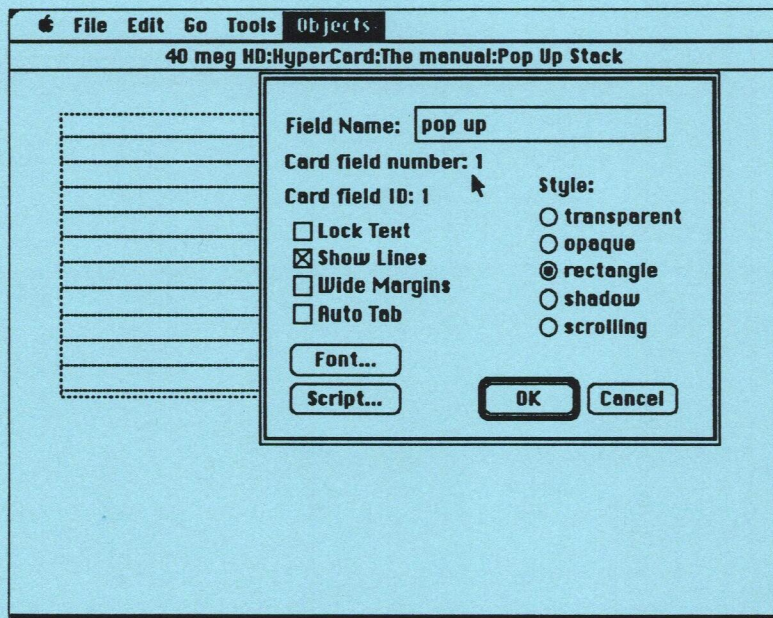 File Edit Go Tools Objects
40 meg HD:HyperCard:The manual:Pop Up Stack
Field Name: pop up
Card field number: 1
Card field ID: 1
Lock Text
Show Lines
Wide Margins
Auto Tab
Style:
transparent
opaque
rectangle
shadow
scrolling
Font...
Script...
OK
Cancel